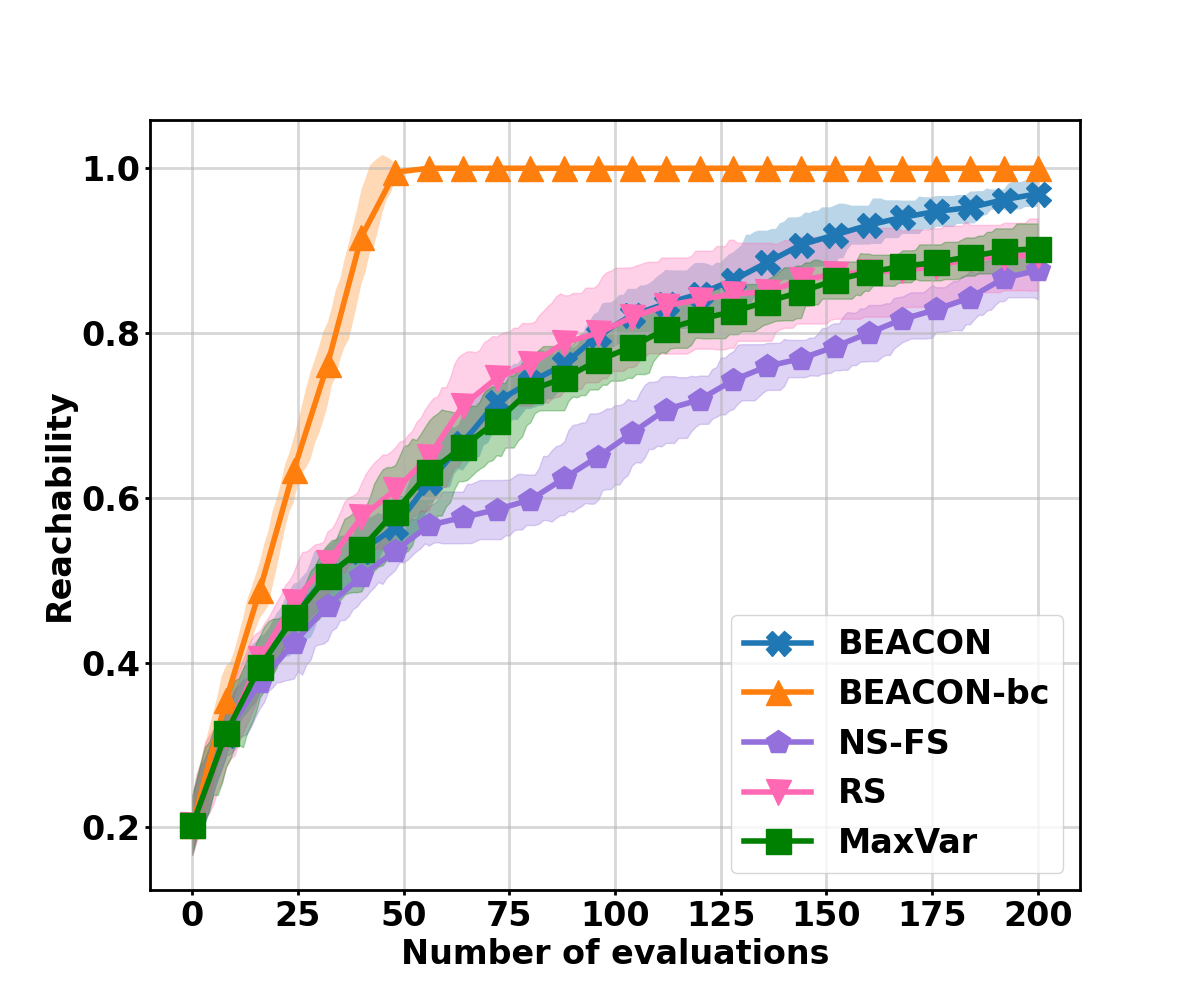 1.0
0.8
0.6
0.4
0.2
Reachability
BEACON
BEACON-bc
NS-FS
RS
MaxVar
0 25 50 75 100 125 150 175 200
Number of evaluations